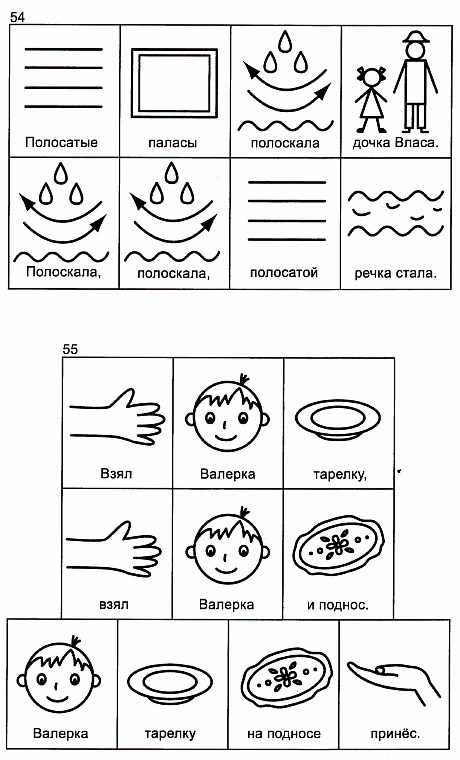 54
Полосатые паласы полоскала дочка Власа.
Полоскала, полоскала, полосатой речка стала.
55
Взял Валерка тарелку,
взял Валерка и поднос.
Валерка тарелку на подносе принёс.